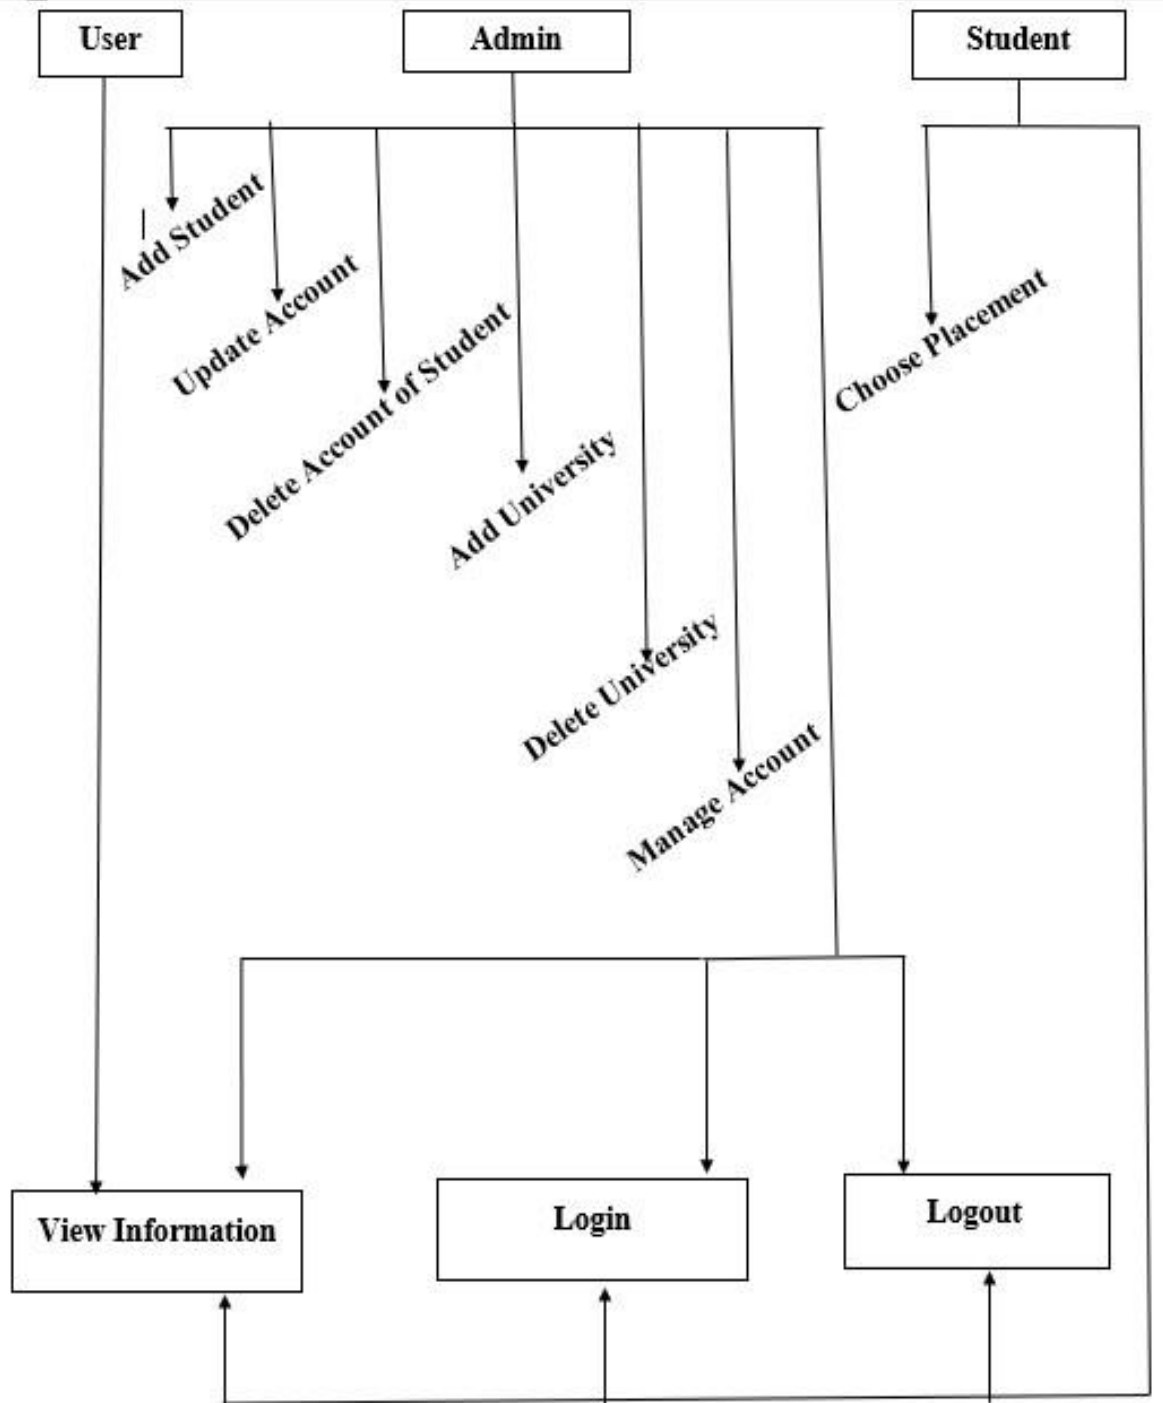 User
Admin
Student
Add Student
Update Account
Delete Account of Student
Add University
Delete University
Manage Account
Choose Placement
View Information
Login
Logout